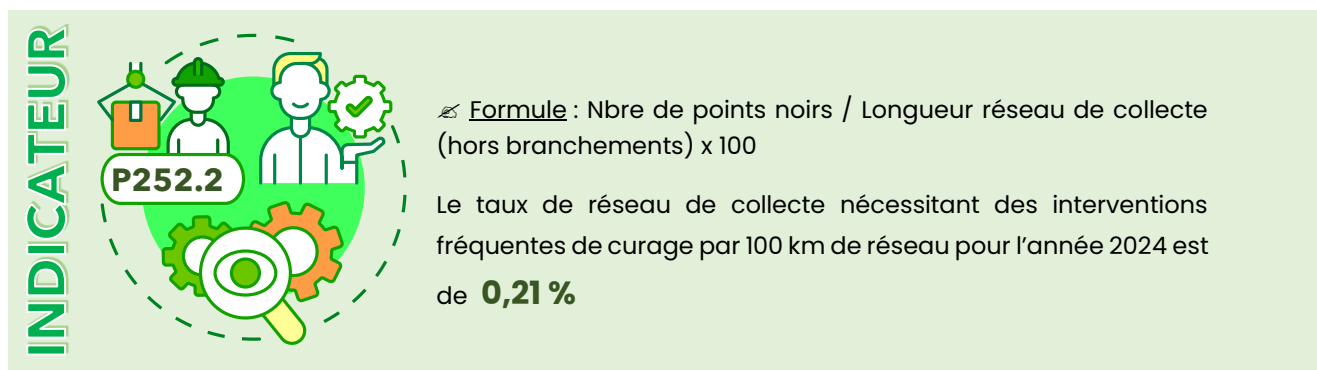 INDICATEUR
P252.2
✍ Formule : Nbre de points noirs / Longueur réseau de collecte
(hors branchements) x 100
Le taux de réseau de collecte nécessitant des interventions
fréquentes de curage par 100 km de réseau pour l’année 2024 est
de 0,21 %